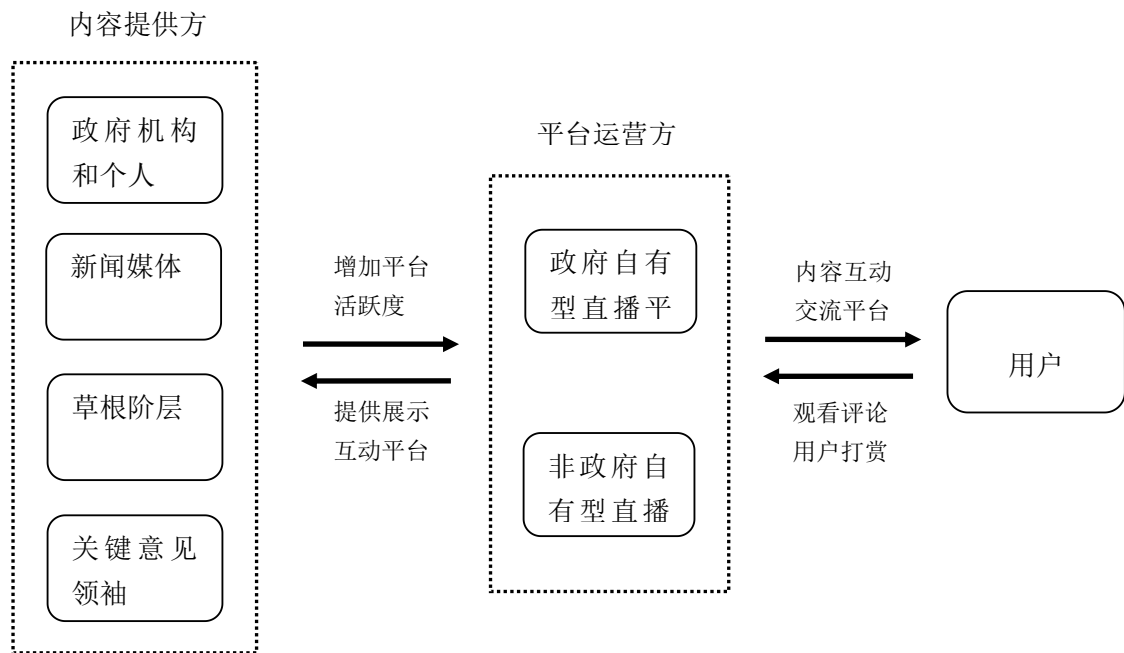 内容提供方
政府机构
和个人
新闻媒体
草根阶层
关键意见
领袖
增加平台
活跃度
提供展示
互动平台
平台运营方
政府自有
型直播平
非政府自
有型直播
内容互动
交流平台
观看评论
用户打赏
用户